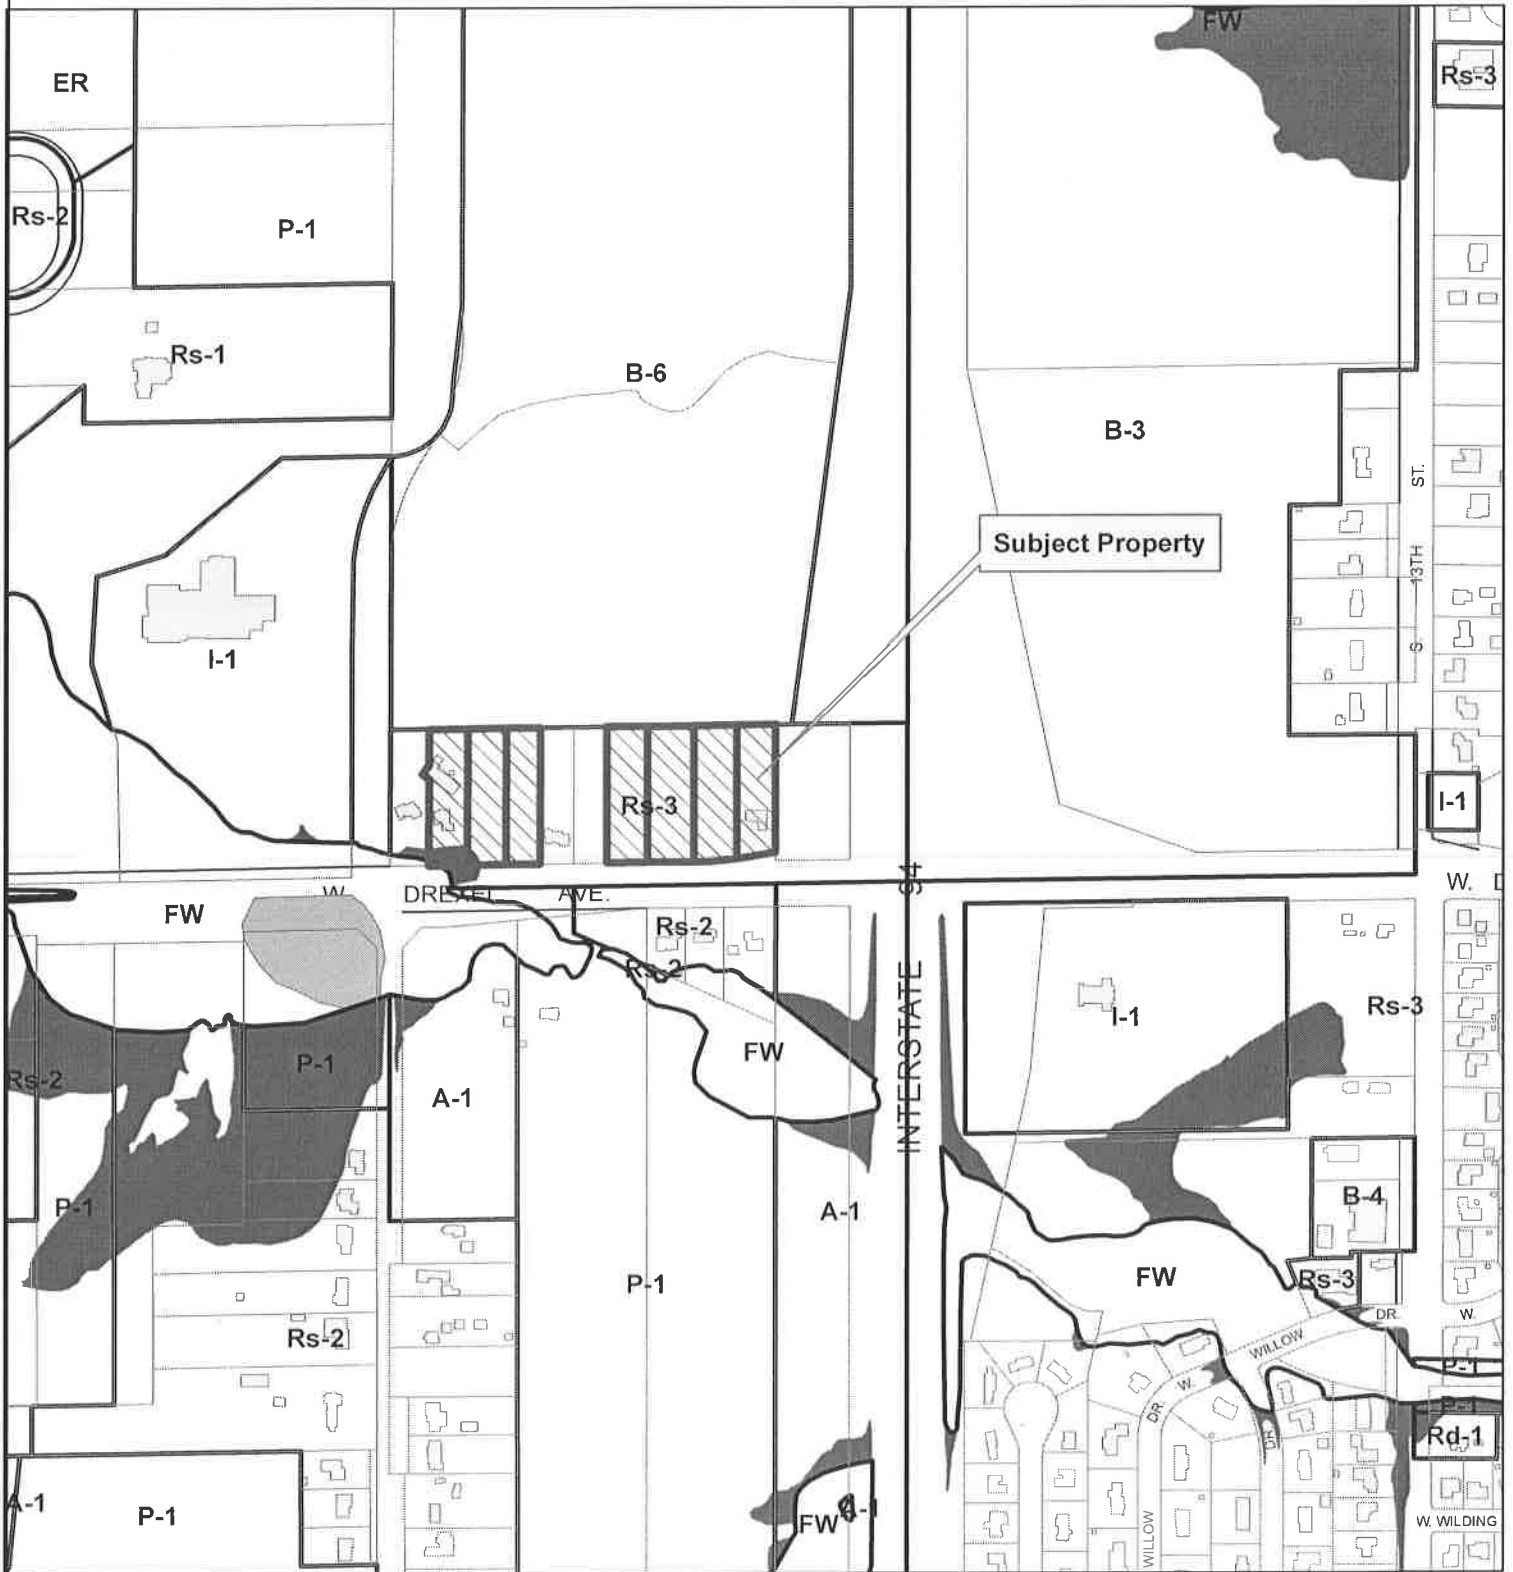 FW
ER
Rs-3
Rs-2
P-1
Rs-1
B-6
B-3
ST.
Subject Property
13TH
S.
I-1
Rs-3
I-1
94
W. DREXEL AVE.
W.
FW
Rs-2
Rs-2
INTERSTATE
I-1
Rs-3
FW
P-1
Rs-2
A-1
P-1
A-1
B-4
P-1
FW
Rs-3
DR.
W.
Rs-2
WILLOW
W.
DR.
DR.
P-1
Rd-1
A-1
P-1
FW
A-1
WILLOW
W. WILDING